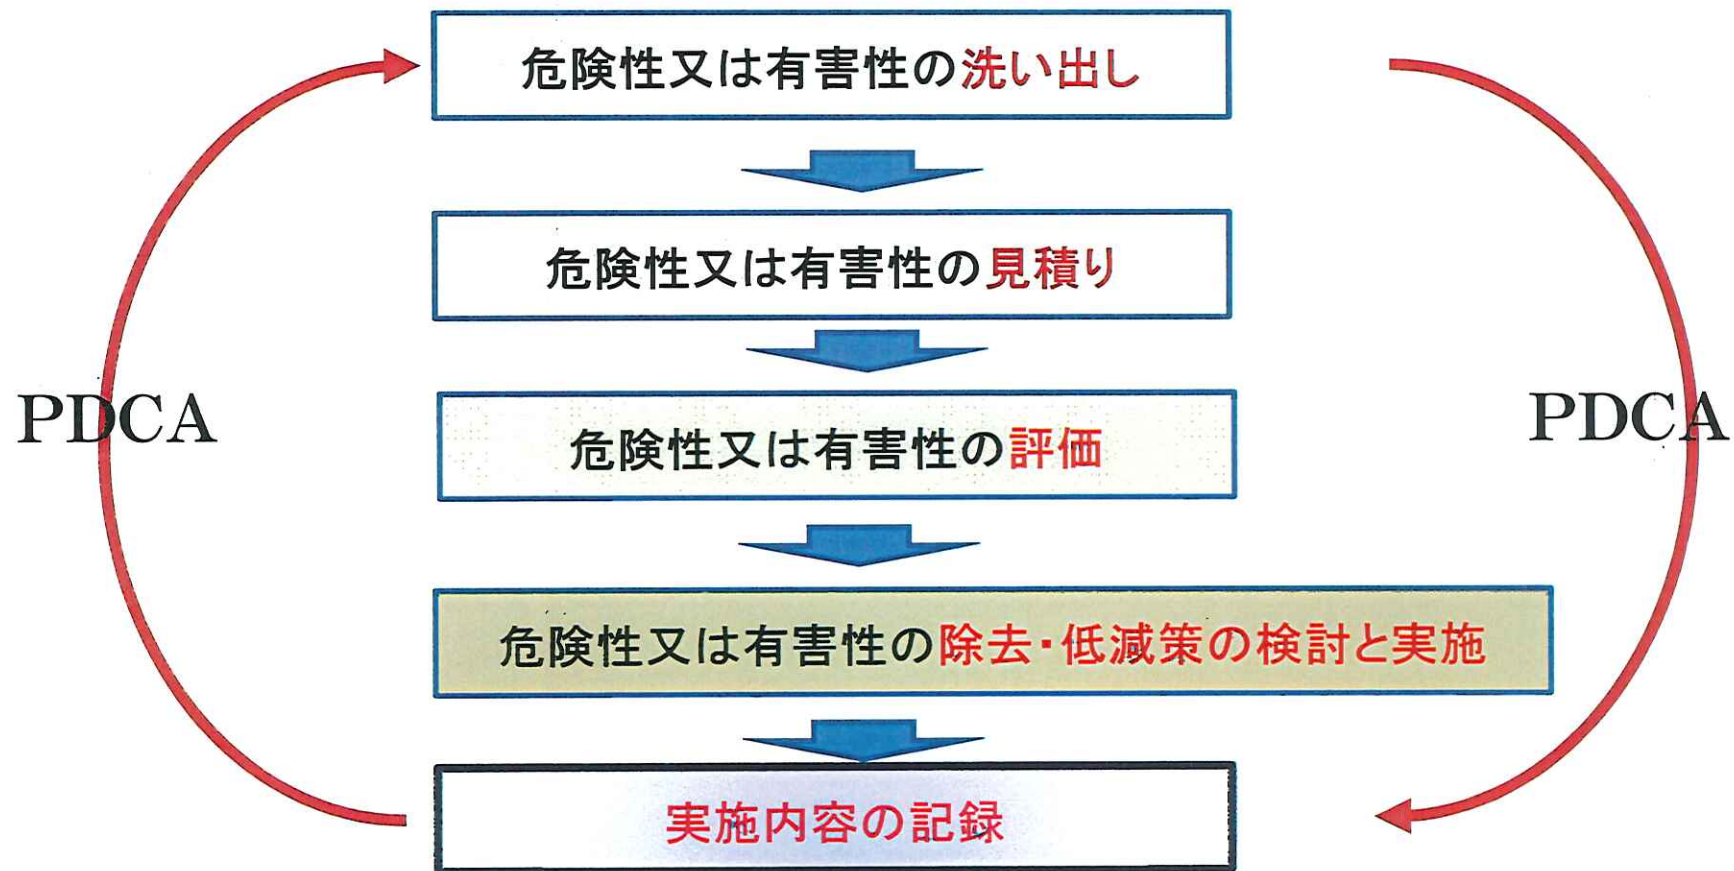 危険性又は有害性の洗い出し
危険性又は有害性の見積り
PDCA
PDCA
危険性又は有害性の評価
危険性又は有害性の除去・低減策の検討と実施
実施内容の記録